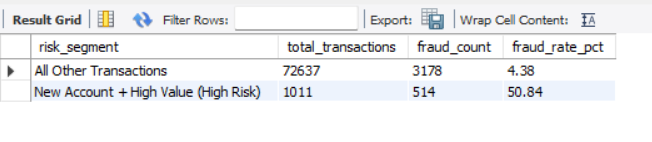 Result Grid Filter Rows: Export: Wrap Cell Content: IA
risk_segment total_transactions fraud_count fraud_rate_pct
All Other Transactions 72637 3178 4.38
New Account + High Value (High Risk) 1011 514 50.84